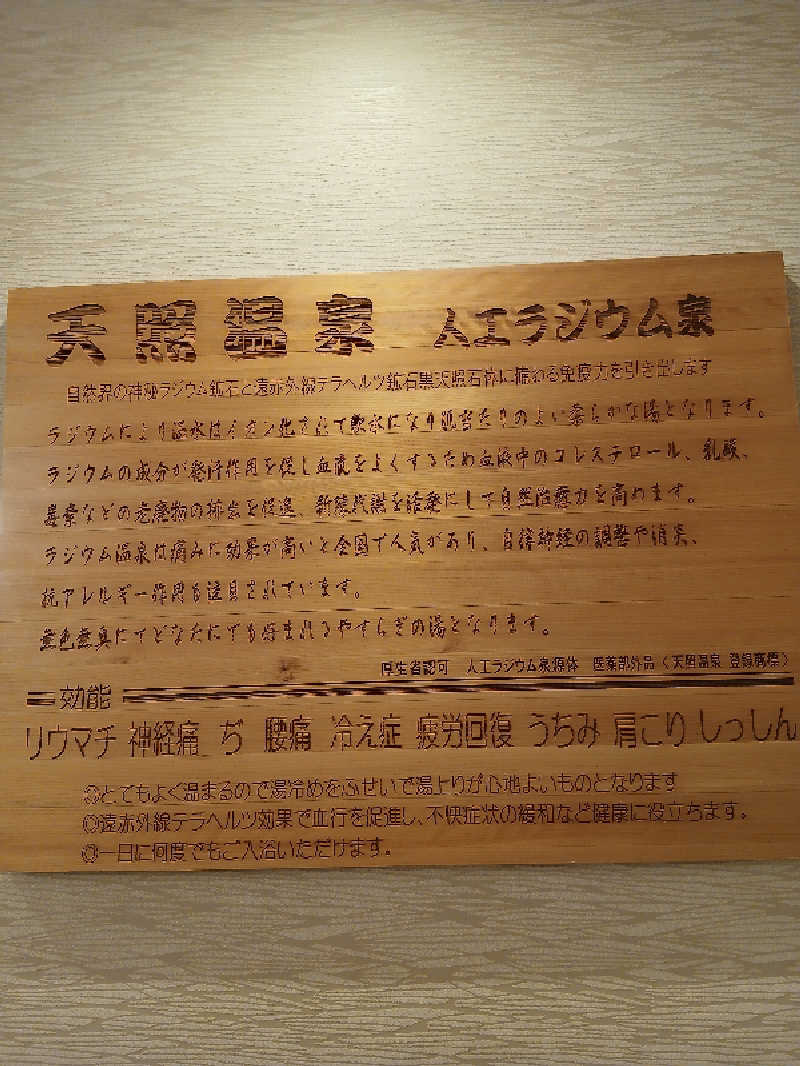 天照温泉 人工ラジウム泉
自然界の神秘ラジウム鉱石と遠赤外線テラヘルツ鉱石黒天照石体に備わる免疫力を引き出します
ラジウムにより温水はイオン化されて軟水になり肌当たりのよい柔らかな湯となります。
ラジウムの成分が発汗作用を促し血流をよくするため血液中のコレステロール、乳酸、
毒素などの老廃物の排出を促進、新陳代謝を活発にして自然治癒力を高めます。
ラジウム温泉は痛みに効果が高いと全国で人気があり、自律神経の調整や消炎、
抗アレルギー作用も注目されています。
無色無臭にてどなたにても好まれるやすらぎの湯となります。
厚生省認可 人工ラジウム泉源体 医薬部外品〈天照温泉 登録商標〉
効能
リウマチ 神経痛 ぢ 腰痛 冷え症 疲労回復 うちみ 肩こり しっしん
◎とてもよく温まるので湯冷めをふせいで湯上りが心地よいものとなります
◎遠赤外線テラヘルツ効果で血行を促進し、不快症状の緩和など健康に役立ちます。
◎一日に何度でもご入浴いただけます。